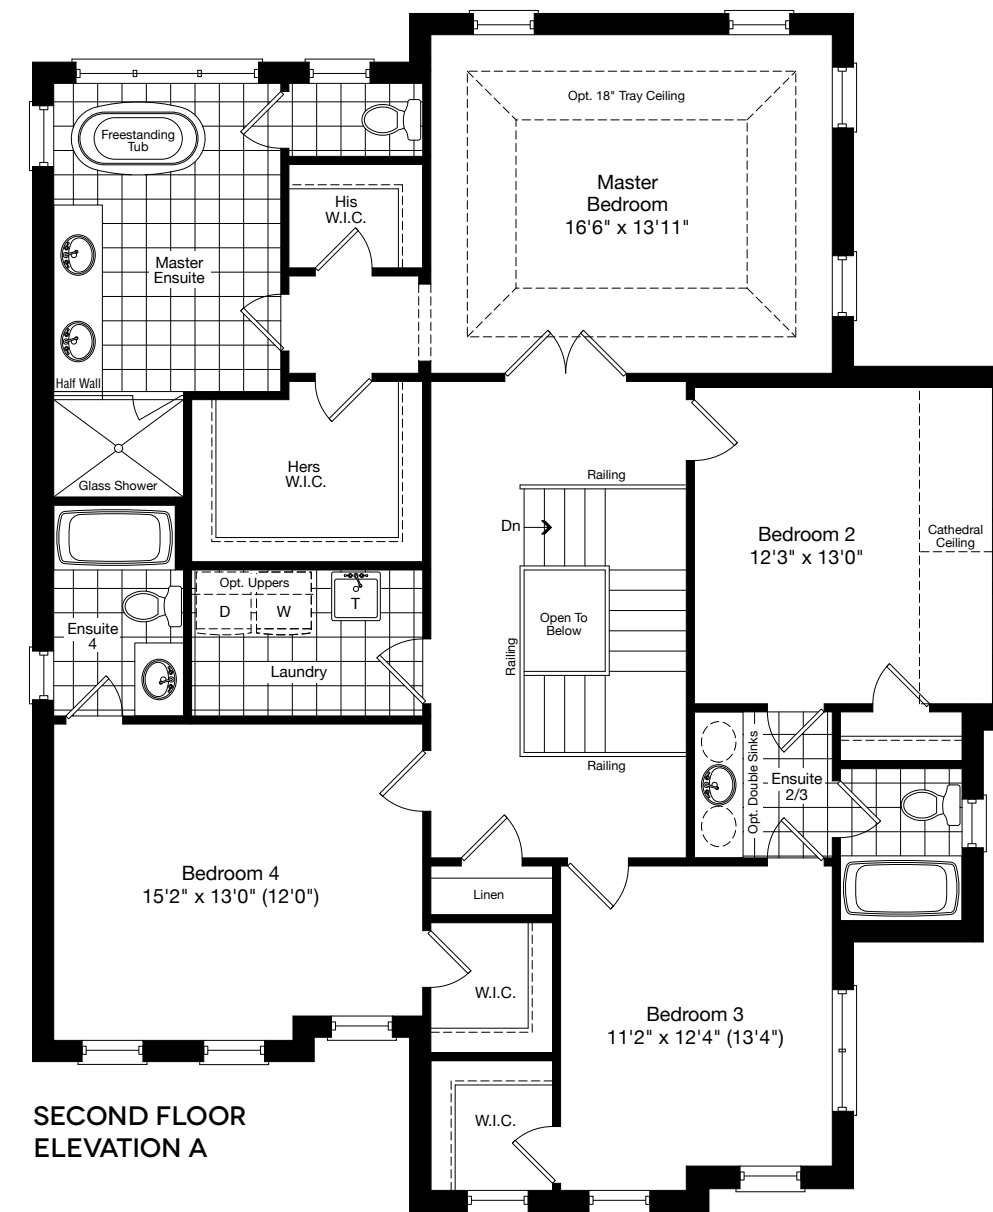 Opt. 18" Tray Ceiling
Freestanding
Tub
Master
Bedroom
16'6" x 13'11"
His
W.I.C.
Master
Ensuite
Half Wall
Glass Shower
Hers
W.I.C.
Railing
Dn
Bedroom 2
12'3" x 13'0"
Cathedral
Ceiling
Opt. Uppers
D
W
T
Open To
Below
Ensuite
4
Laundry
Railing
Railing
Opt. Double Sinks
Ensuite
2/3
Bedroom 4
15'2" x 13'0" (12'0")
Linen
W.I.C.
Bedroom 3
11'2" x 12'4" (13'4")
W.I.C.
SECOND FLOOR
ELEVATION A